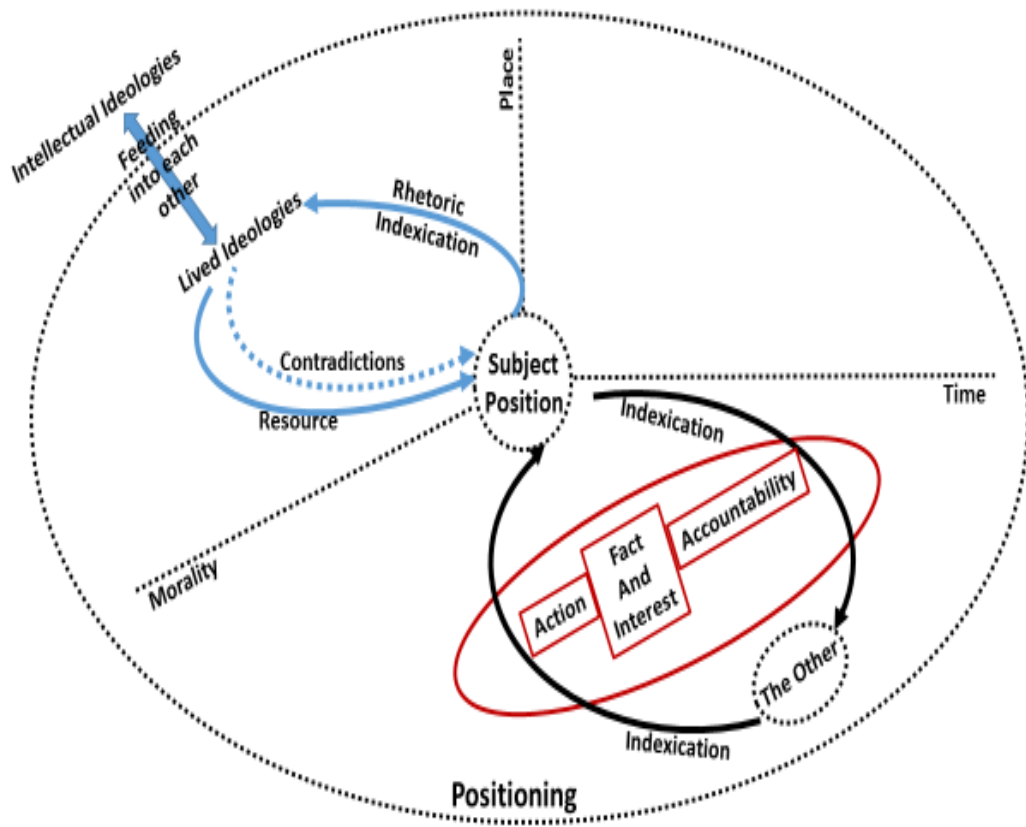 Intellectual Ideologies
Feeding
into each
other
Lived Ideologies
Rhetoric
Indexication
Place
Contradictions
Resource
Subject
Position
Time
Morality
Indexication
Accountability
Fact
And
Interest
Action
The Other
Indexication
Positioning